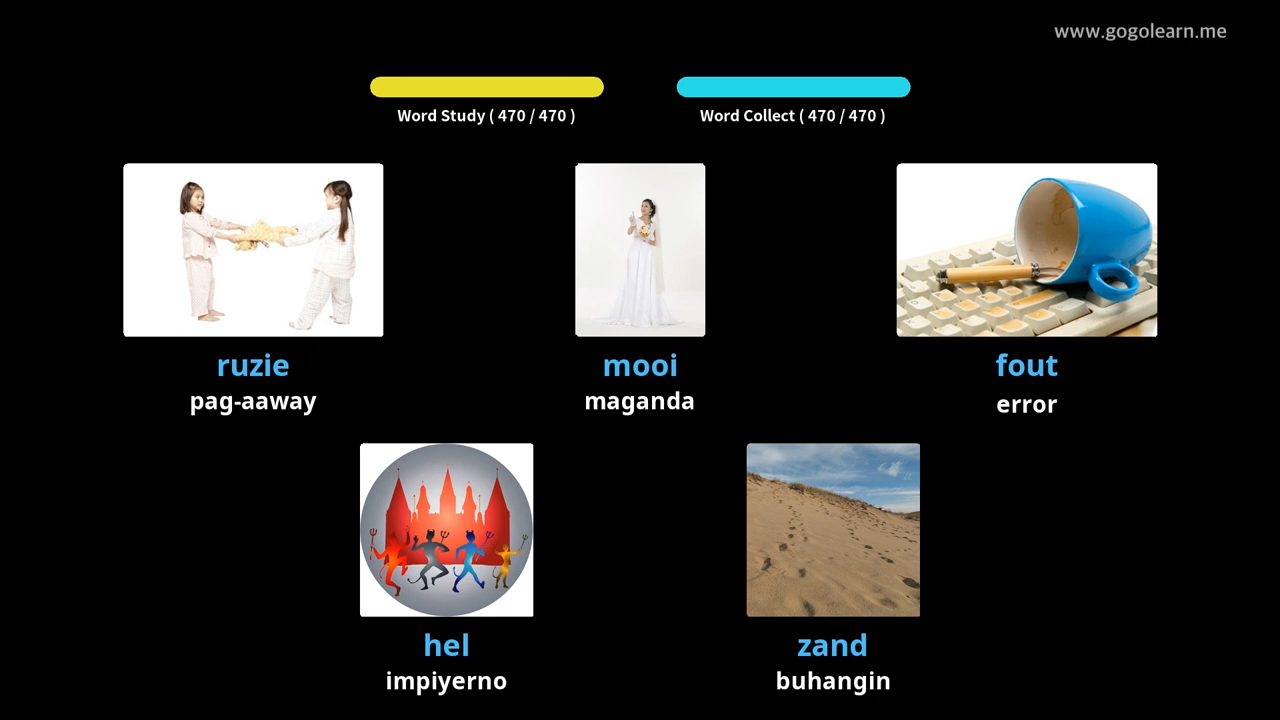 www.gogolearn.me
Word Study ( 470 / 470 )
Word Collect ( 470 / 470 )
ruzie
pag-aaway
mooi
maganda
fout
error
hel
impiyerno
zand
buhangin